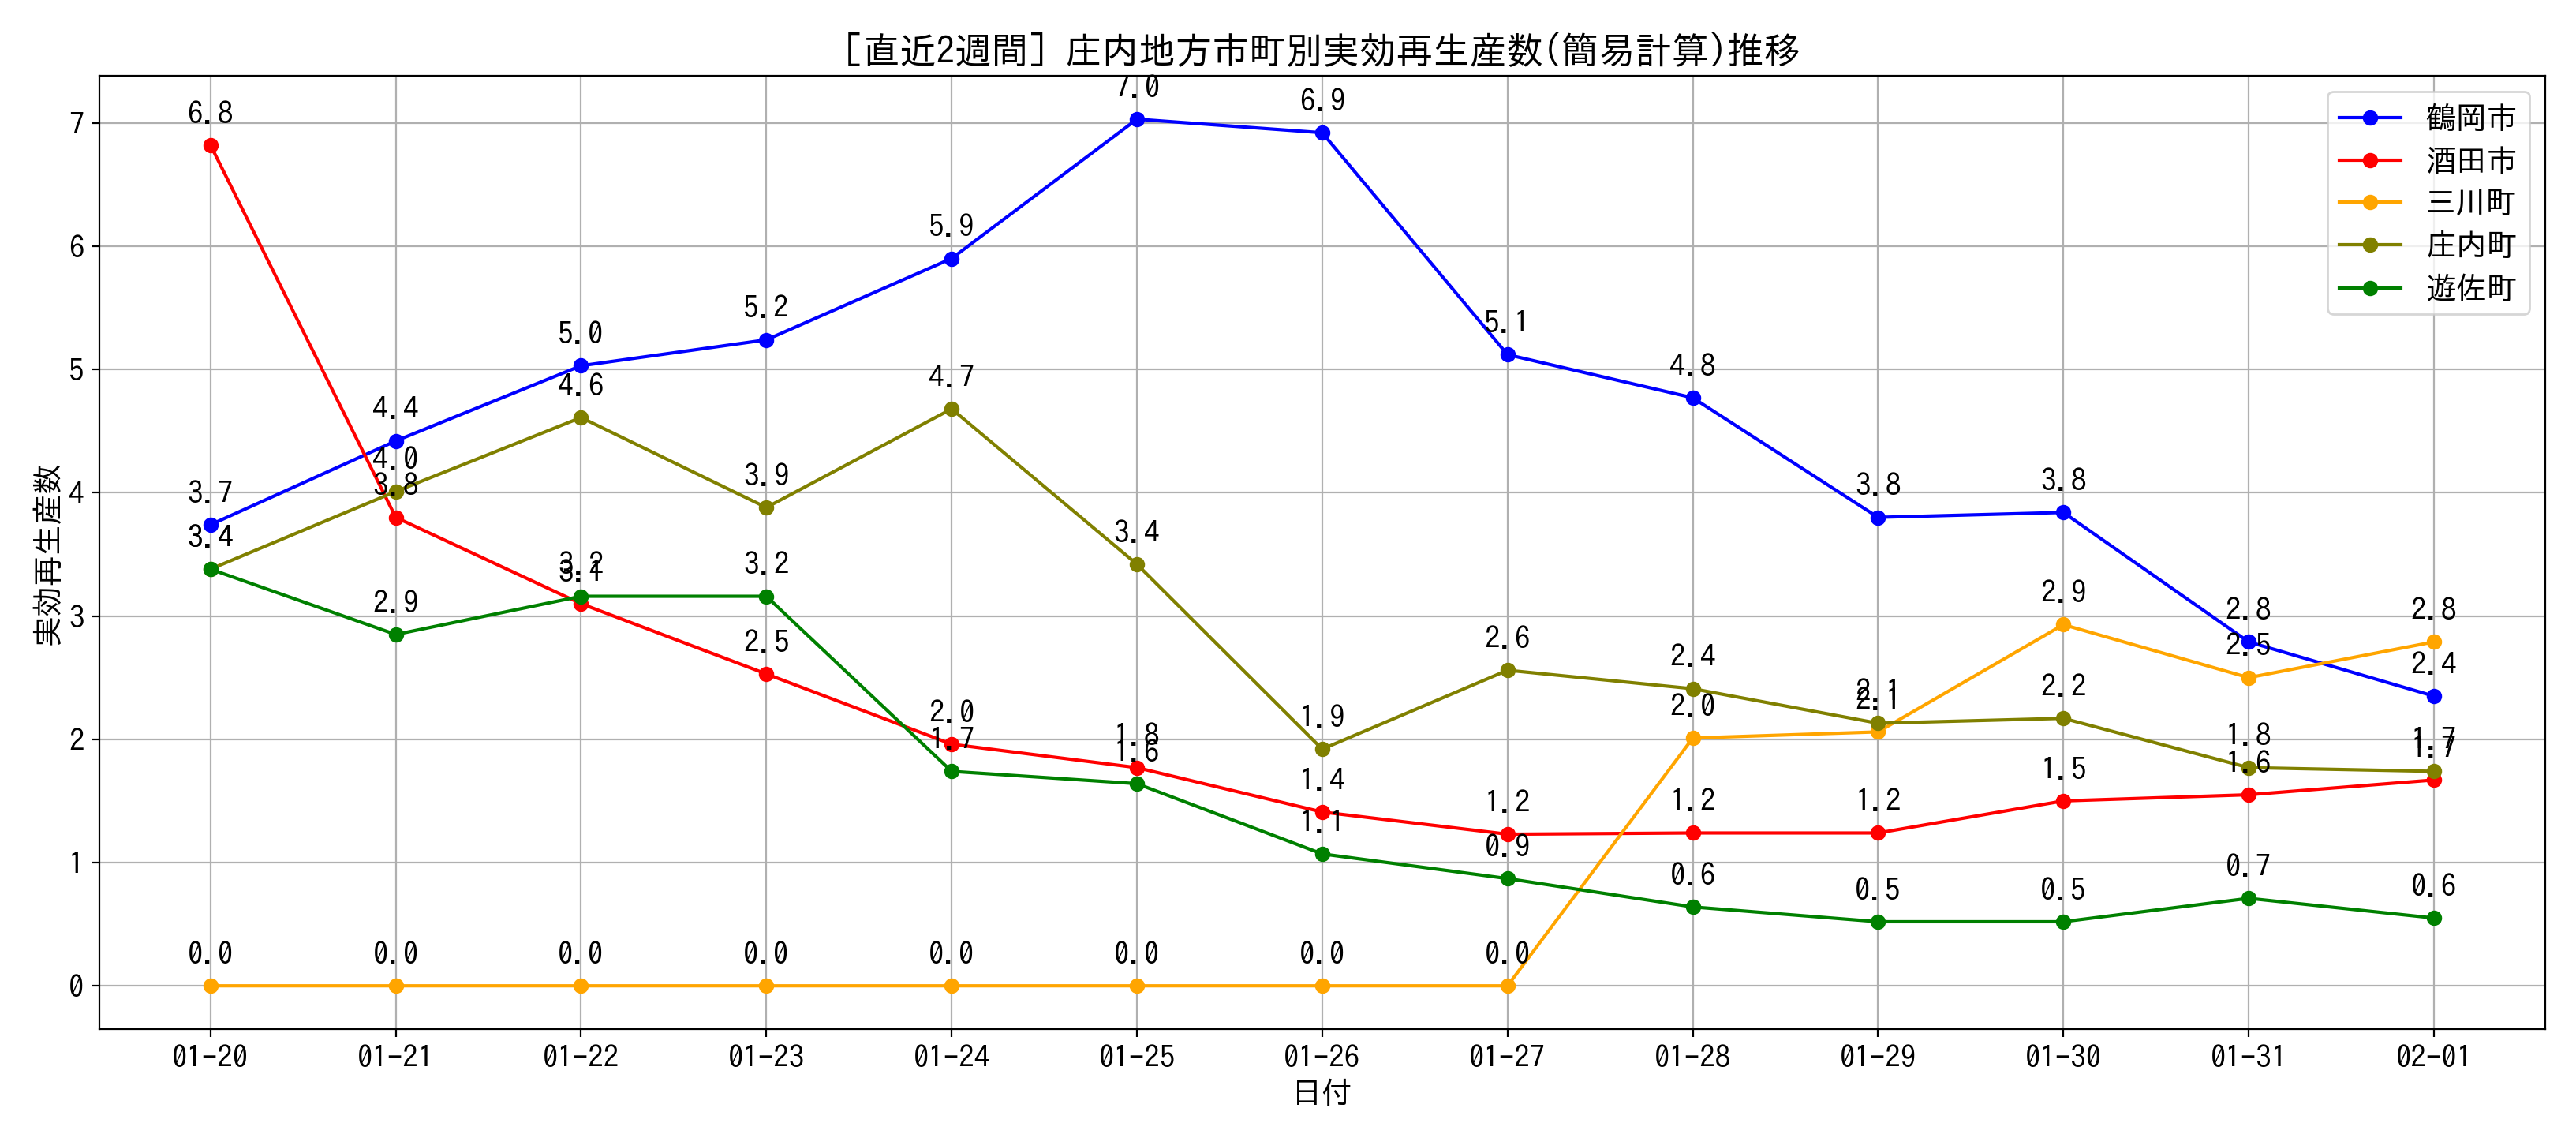 [直近2週間] 庄内地方市町別実効再生産数(簡易計算)推移
鶴岡市
酒田市
三川町
庄内町
遊佐町
実効再生産数
7
6
5
4
3
2
1
0
6.8 3.8 3.1 2.5 2.0 1.8 1.4 1.2 1.2 1.2 1.5 1.6 1.7
3.7 4.4 5.0 5.2 5.9 7.0 6.9 5.1 4.8 3.8 3.8 2.8 2.4
3.4 4.0 4.6 3.9 4.7 3.4 1.9 2.6 2.4 2.1 2.2 1.8 1.7
3.4 2.9 3.2 3.2 1.7 1.6 1.1 0.9 0.6 0.5 0.5 0.7 0.6
0.0 0.0 0.0 0.0 0.0 0.0 0.0 0.0 2.0 2.1 2.9 2.5 2.8
01-20 01-21 01-22 01-23 01-24 01-25 01-26 01-27 01-28 01-29 01-30 01-31 02-01
日付